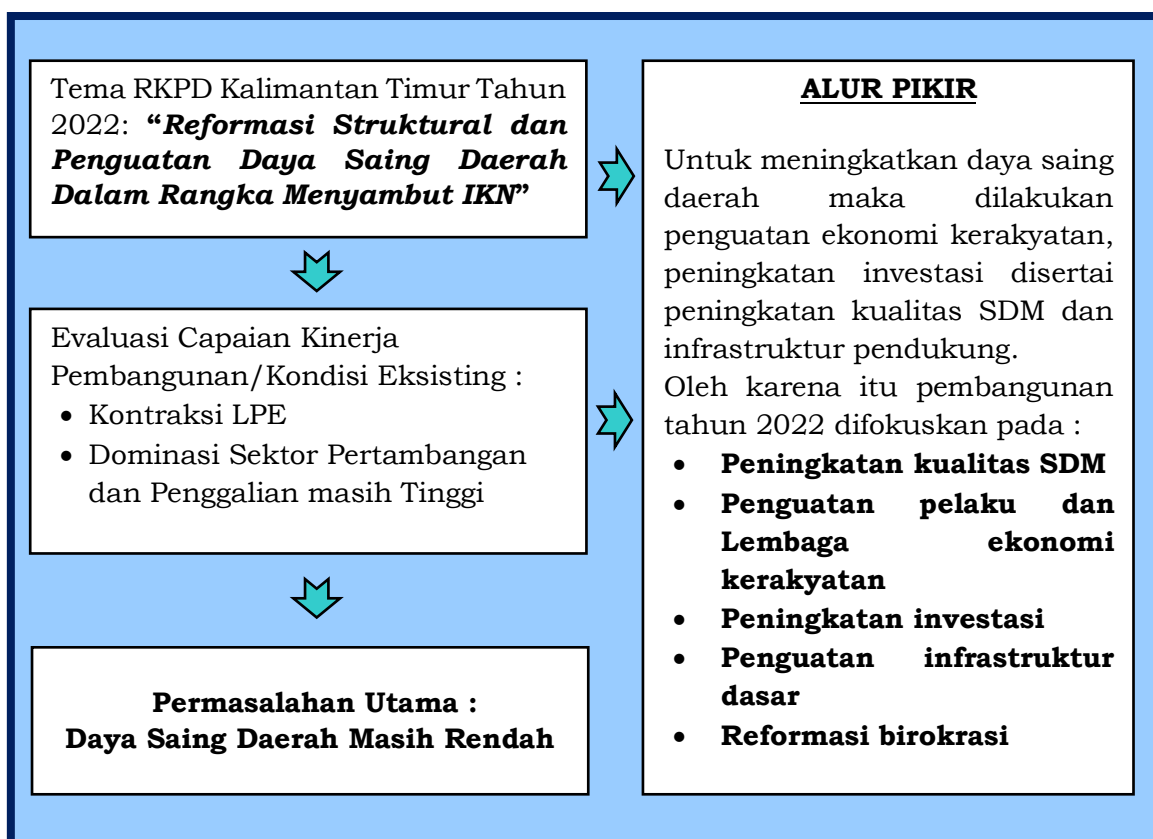 Tema RKPD Kalimantan Timur Tahun
2022: “Reformasi Struktural dan
Penguatan Daya Saing Daerah
Dalam Rangka Menyambut IKN”
Evaluasi Capaian Kinerja
Pembangunan/Kondisi Eksisting :
• Kontraksi LPE
• Dominasi Sektor Pertambangan
dan Penggalian masih Tinggi
Permasalahan Utama :
Daya Saing Daerah Masih Rendah
ALUR PIKIR
Untuk meningkatkan daya saing
daerah maka dilakukan
penguatan ekonomi kerakyatan,
peningkatan investasi disertai
peningkatan kualitas SDM dan
infrastruktur pendukung.
Oleh karena itu pembangunan
tahun 2022 difokuskan pada :
• Peningkatan kualitas SDM
• Penguatan pelaku dan
Lembaga ekonomi
kerakyatan
• Peningkatan investasi
• Penguatan infrastruktur
dasar
• Reformasi birokrasi